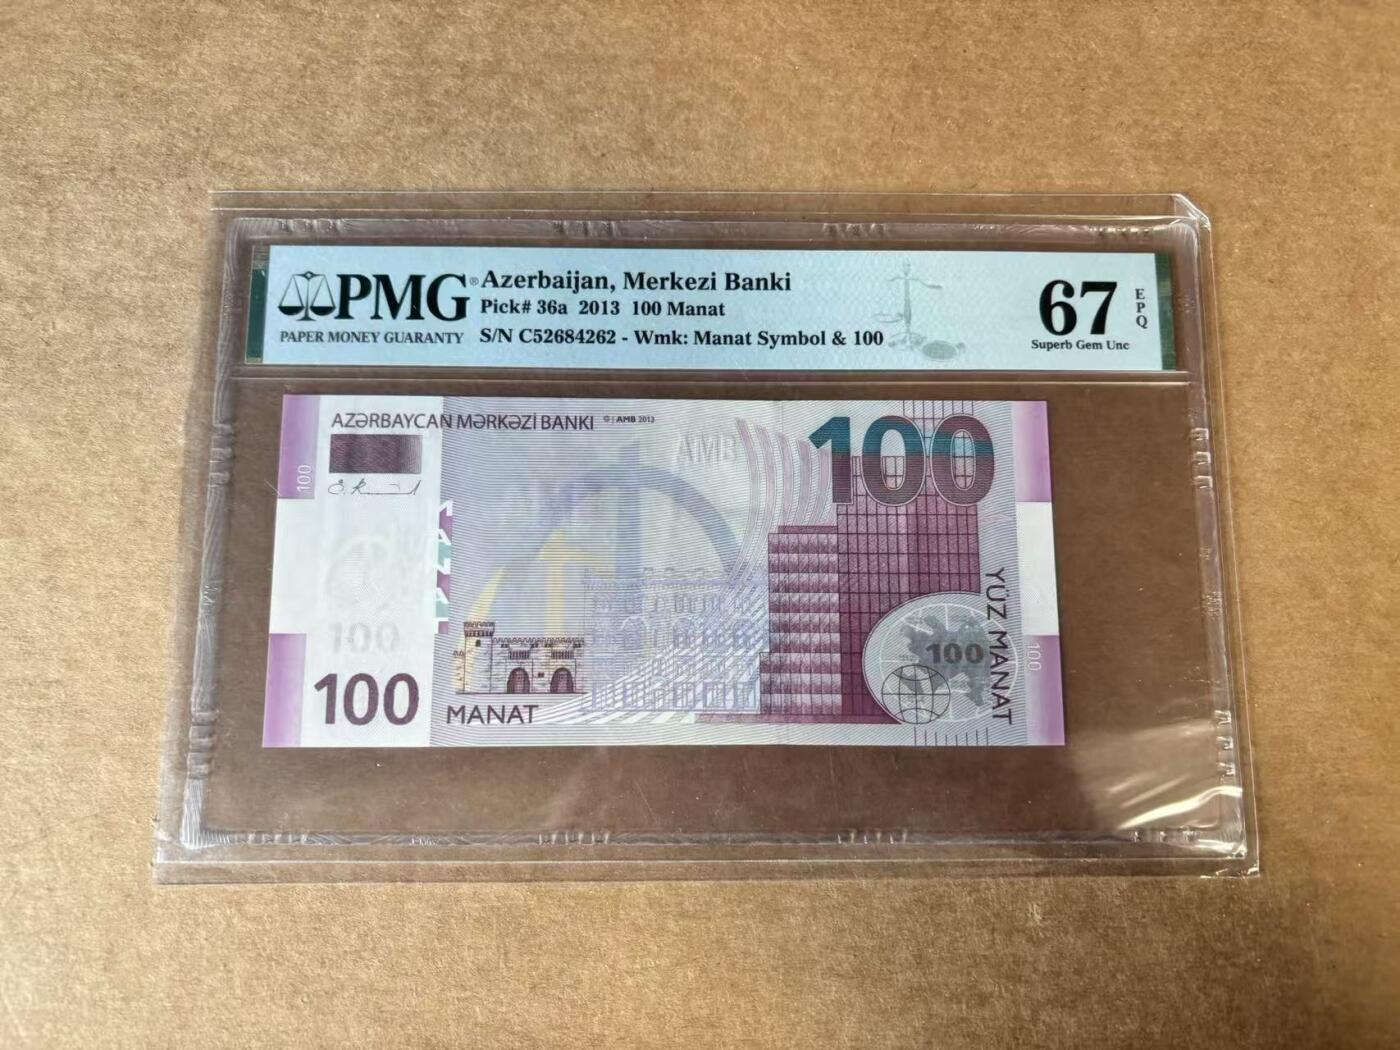 PMG®
PAPER MONEY GUARANTY
Azerbaijan, Merkezi Banki
Pick# 36a 2013 100 Manat
S/N C52684262 - Wmk: Manat Symbol & 100
67
EPQ
Superb Gem Unc
AZƏRBAYCAN MƏRKƏZİ BANKI
© | AMB 2013
AMB
100
100
MANAT
100
100
MANAT
100
YÜZ MANAT
100